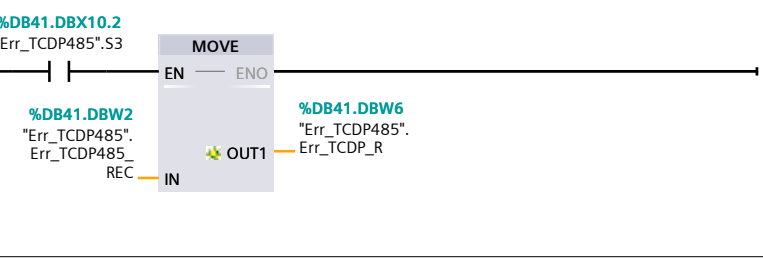 %DB41.DBX10.2
Err_TCDP485".S3
MOVE
EN
ENO
%DB41.DBW2
"Err_TCDP485".
Err_TCDP485_
REC
IN
%DB41.DBW6
"Err_TCDP485".
Err_TCDP_R
OUT1